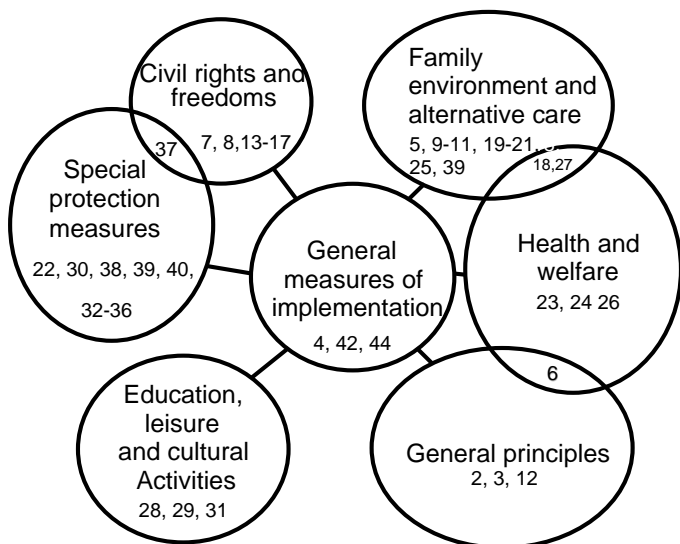 Civil rights and
freedoms
7, 8,13-17
37
Family
environment and
alternative care
5, 9-11, 19-21,
25, 39
18,27
Special
protection
measures
22, 30, 38, 39, 40,
32-36
General
measures of
implementation
4, 42, 44
Health and
welfare
23, 24 26
6
Education,
leisure
and cultural
Activities
28, 29, 31
General principles
2, 3, 12